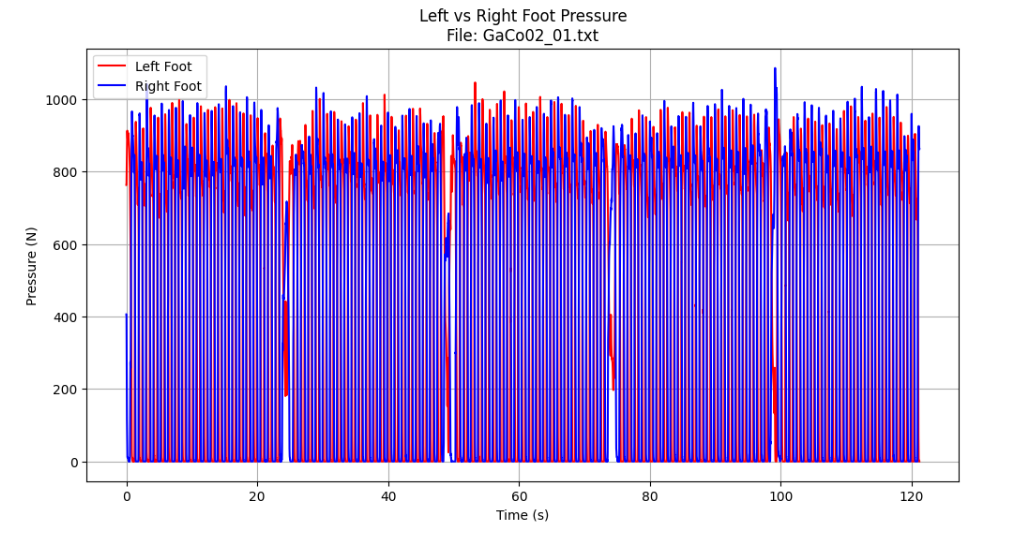 Left vs Right Foot Pressure
File: GaCo02_01.txt
Left Foot
Right Foot
1000
800
600
400
200
0
Pressure (N)
0 20 40 60 80 100 120
Time (s)